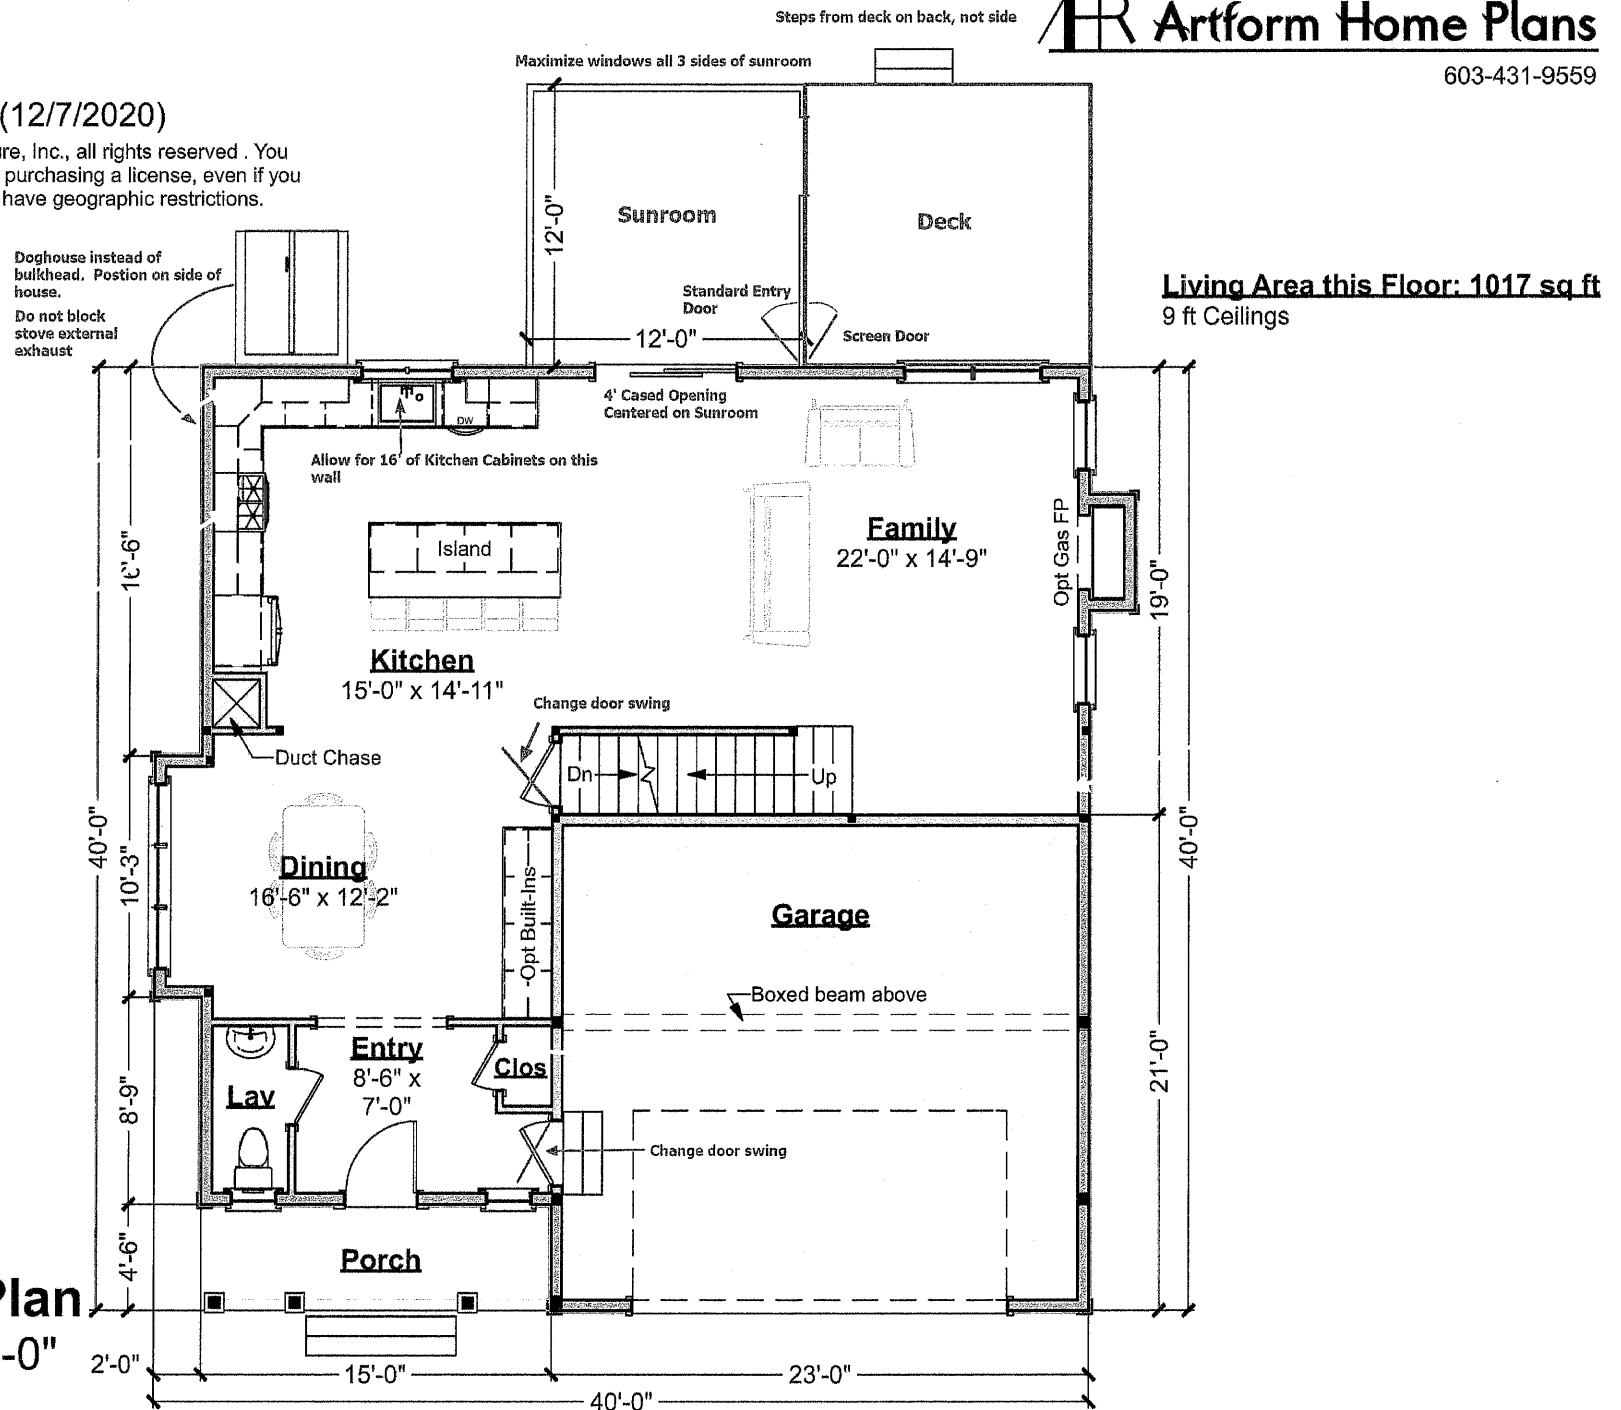 Steps from deck on back, not side
AHP Artform Home Plans
603-431-9559
Maximize windows all 3 sides of sunroom
(12/7/2020)
re, Inc., all rights reserved . You
purchasing a license, even if you
have geographic restrictions.
12'-0"
Sunroom
Deck
Doghouse instead of
bulkhead. Postion on side of
house.
Do not block
stove external
exhaust
Living Area this Floor: 1017 sq ft
9 ft Ceilings
Standard Entry
Door
12'-0"
Screen Door
4' Cased Opening
Centered on Sunroom
DW
Allow for 16' of Kitchen Cabinets on this
wall
Island
Family
22'-0" x 14'-9"
Opt Gas FP
16'-6"
19'-0"
Kitchen
15'-0" x 14'-11"
Change door swing
Duct Chase
Dn
Up
40'-0"
10'-3"
40'-0"
Dining
16'-6" x 12'-2"
Opt Built-Ins
Garage
Boxed beam above
Entry
8'-6" x
7'-0"
Clos
Lav
8'-9"
21'-0"
Change door swing
Porch
4'-6"
Plan
-0"
2'-0"
15'-0"
23'-0"
40'-0"